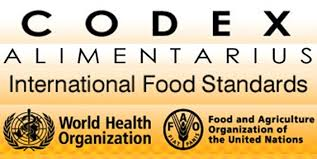 CODEX
ALIMENTARIUS
International Food Standards
World Health
Organization
Food and Agriculture
Organization of
the United Nations